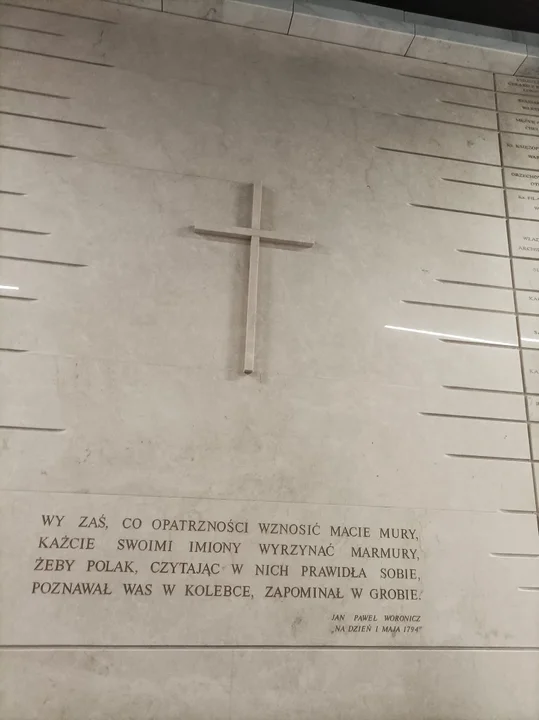 WY ZAŚ, CO OPATRZNOŚCI WZNOSIĆ MACIE MURY,
KAŻCIE SWOIMI IMIONY WYRZYNAĆ MARMURY,
ŻEBY POLAK, CZYTAJĄC W NICH PRAWIDŁA SOBIE,
POZNAWAŁ WAS W KOLEBCE, ZAPOMINAŁ W GROBIE.
JAN PAWEŁ WORONICZ
„NA DZIEŃ 1 MAJA 1794”